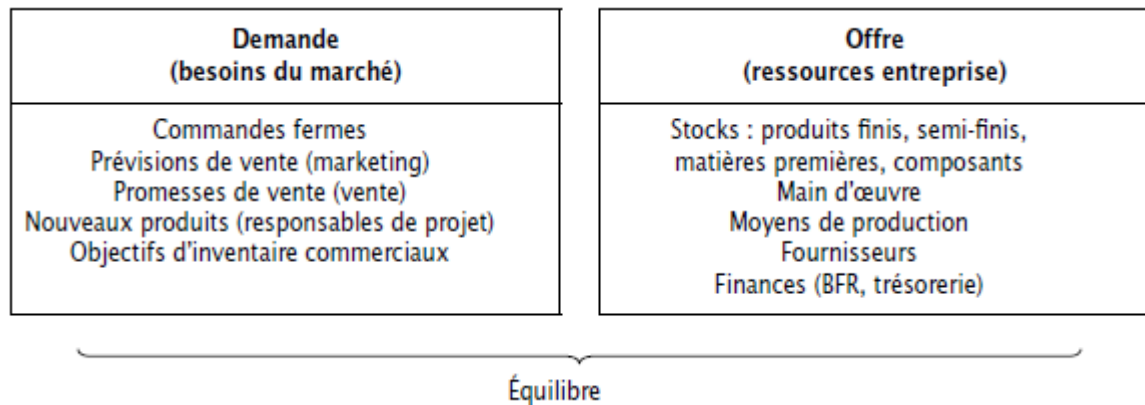 Demande
(besoins du marché)
Commandes fermes
Prévisions de vente (marketing)
Promesses de vente (vente)
Nouveaux produits (responsables de projet)
Objectifs d'inventaire commerciaux
Offre
(ressources entreprise)
Stocks : produits finis, semi-finis,
matières premières, composants
Main d'œuvre
Moyens de production
Fournisseurs
Finances (BFR, trésorerie)
Équilibre